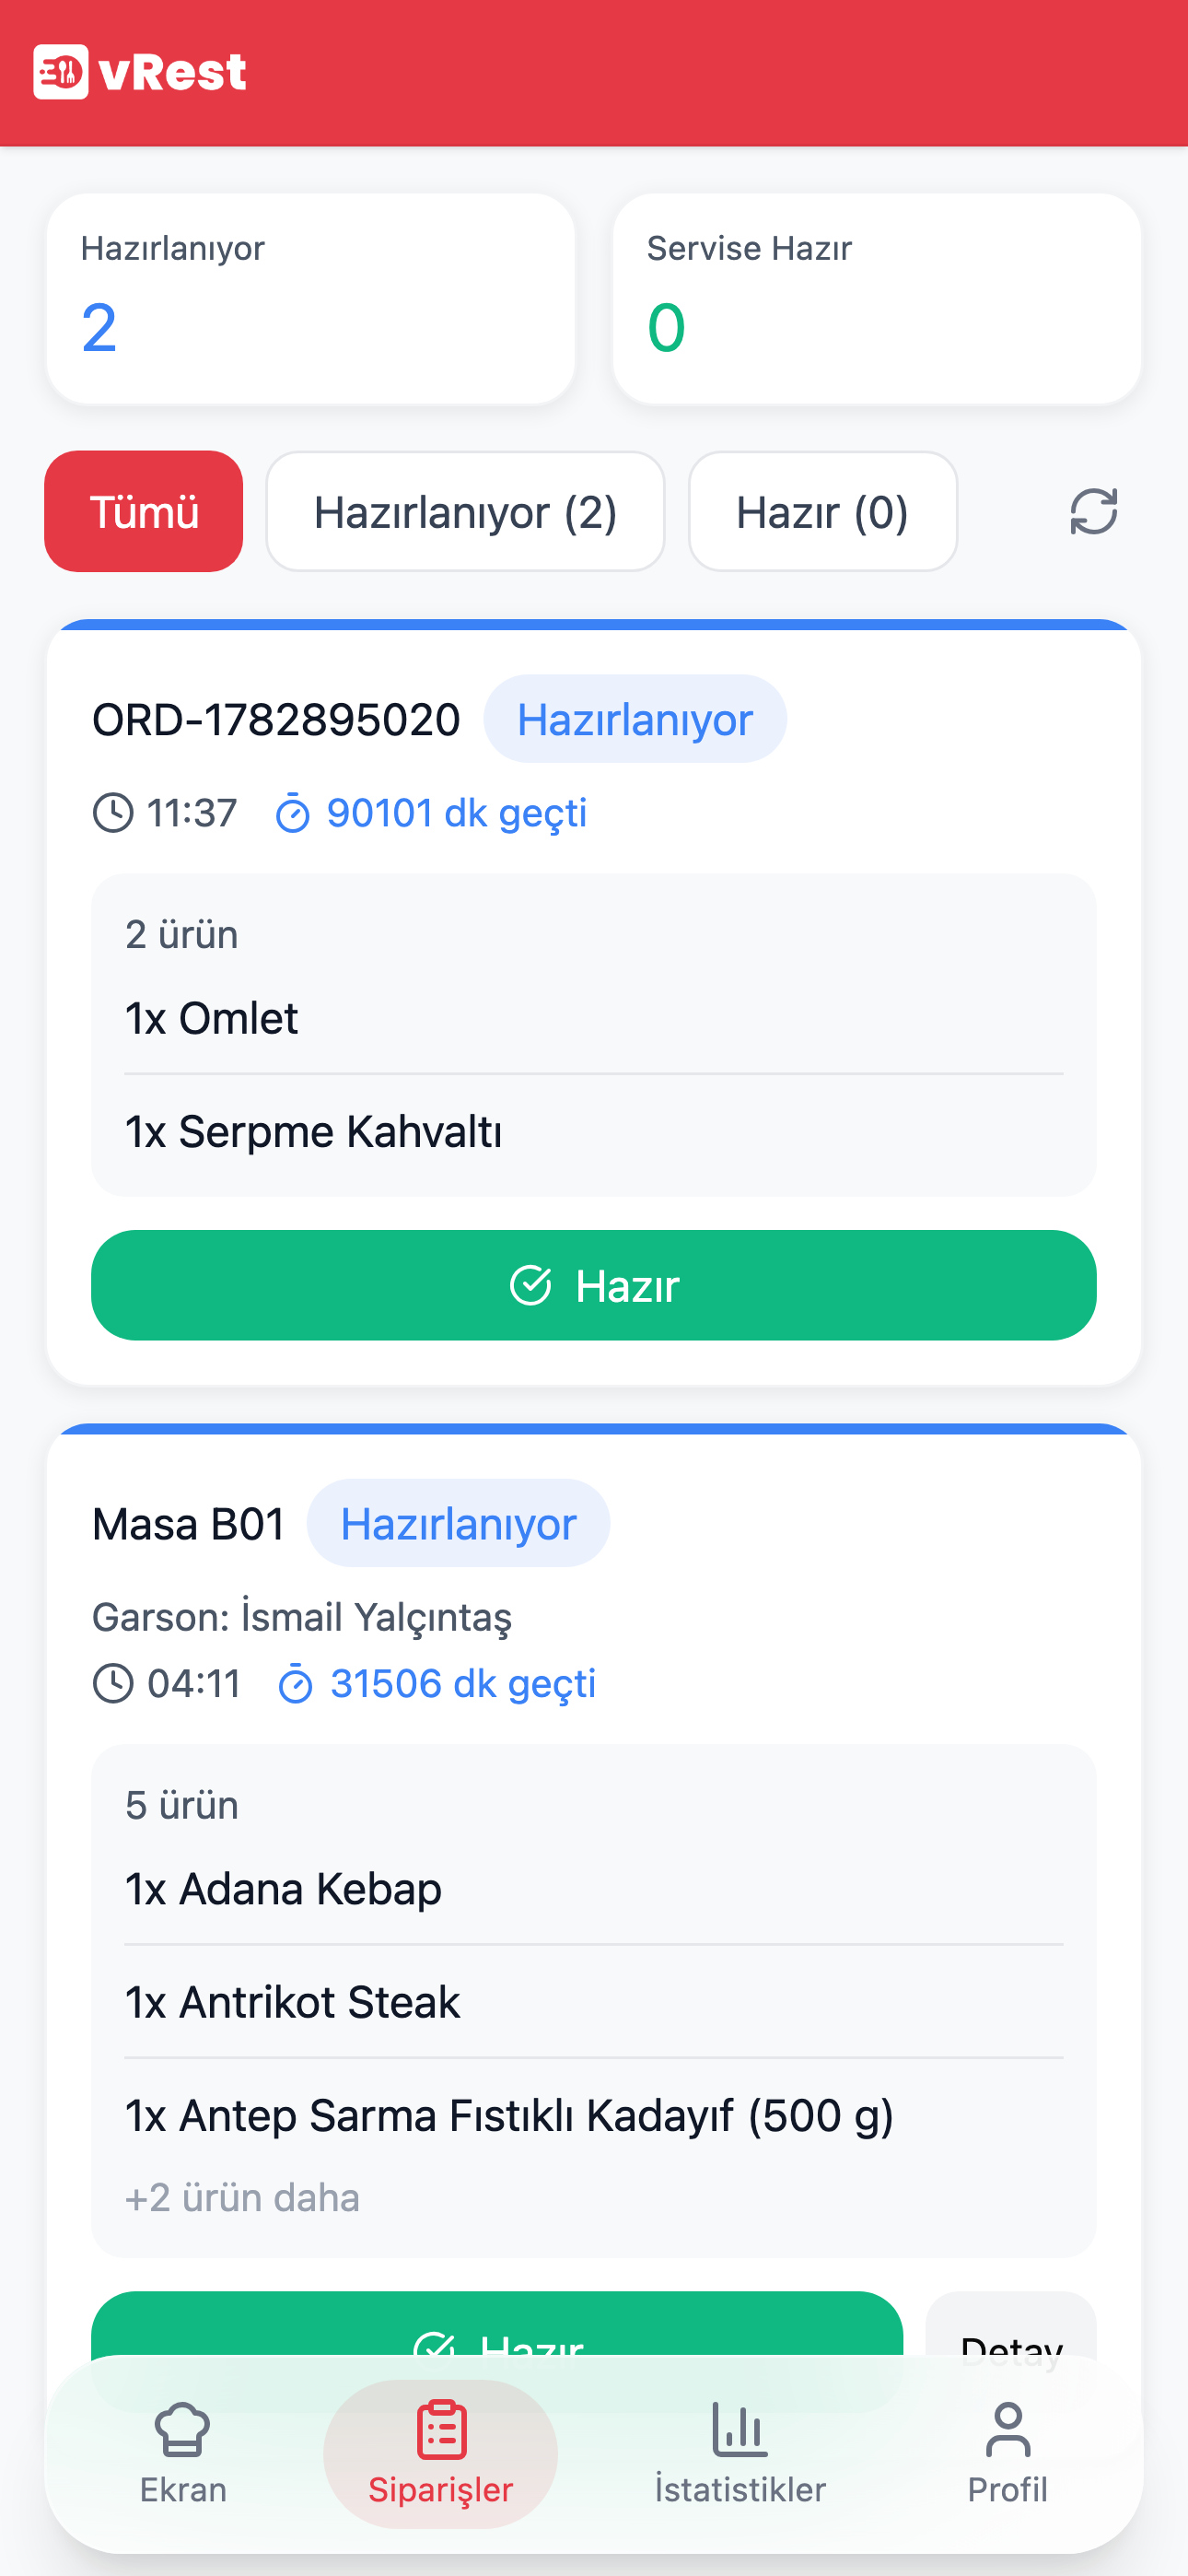 vRest
Hazırlanıyor
2
Servise Hazır
0
Tümü
Hazırlanıyor (2)
Hazır (0)
ORD-1782895020
Hazırlanıyor
11:37
90101 dk geçti
2 ürün
1x Omlet
1x Serpme Kahvaltı
Hazır
Masa B01
Hazırlanıyor
Garson: İsmail Yalçıntaş
04:11
31506 dk geçti
5 ürün
1x Adana Kebap
1x Antrikot Steak
1x Antep Sarma Fıstıklı Kadayıf (500 g)
+2 ürün daha
Hazır
Detay
Ekran
Siparişler
İstatistikler
Profil